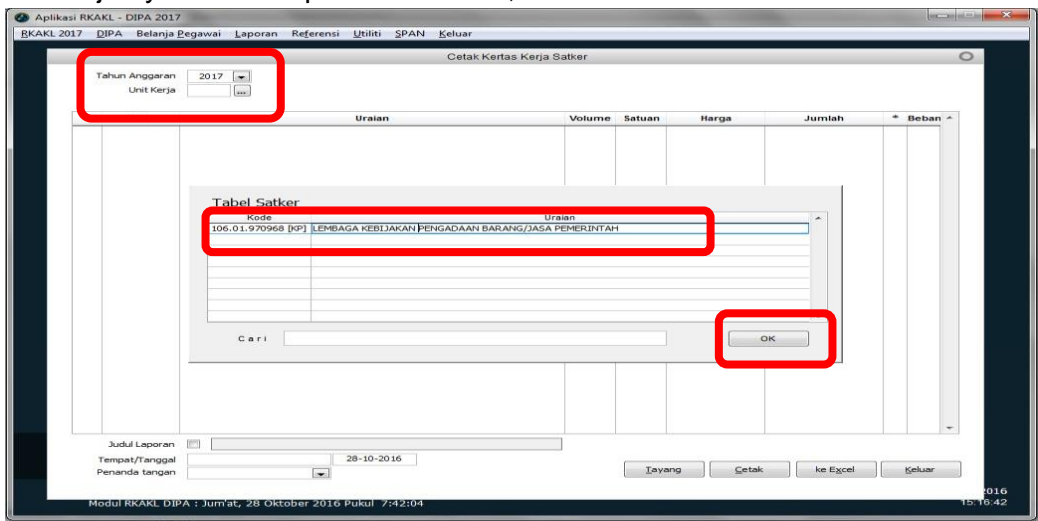 Aplikasi RKAKL - DIPA 2017
RKAKL 2017 DIPA Belanja Pegawai Laporan Referensi Utiliti SPAN Keluar
Cetak Kertas Kerja Satker
Tahun Anggaran 2017
Unit Kerja ...
Uraian Volume Satuan Harga Jumlah * Beban
Tabel Satker
Kode Uraian
106.01.970968 [KP] LEMBAGA KEBIJAKAN PENGADAAN BARANG/JASA PEMERINTAH
Cari OK
Judul Laporan
Tempat/Tanggal 28-10-2016
Penanda tangan
Tayang Cetak ke Excel Keluar
2016
Modul RKAKL DIPA : Jum'at, 28 Oktober 2016 Pukul 7:42:04 15:16:42